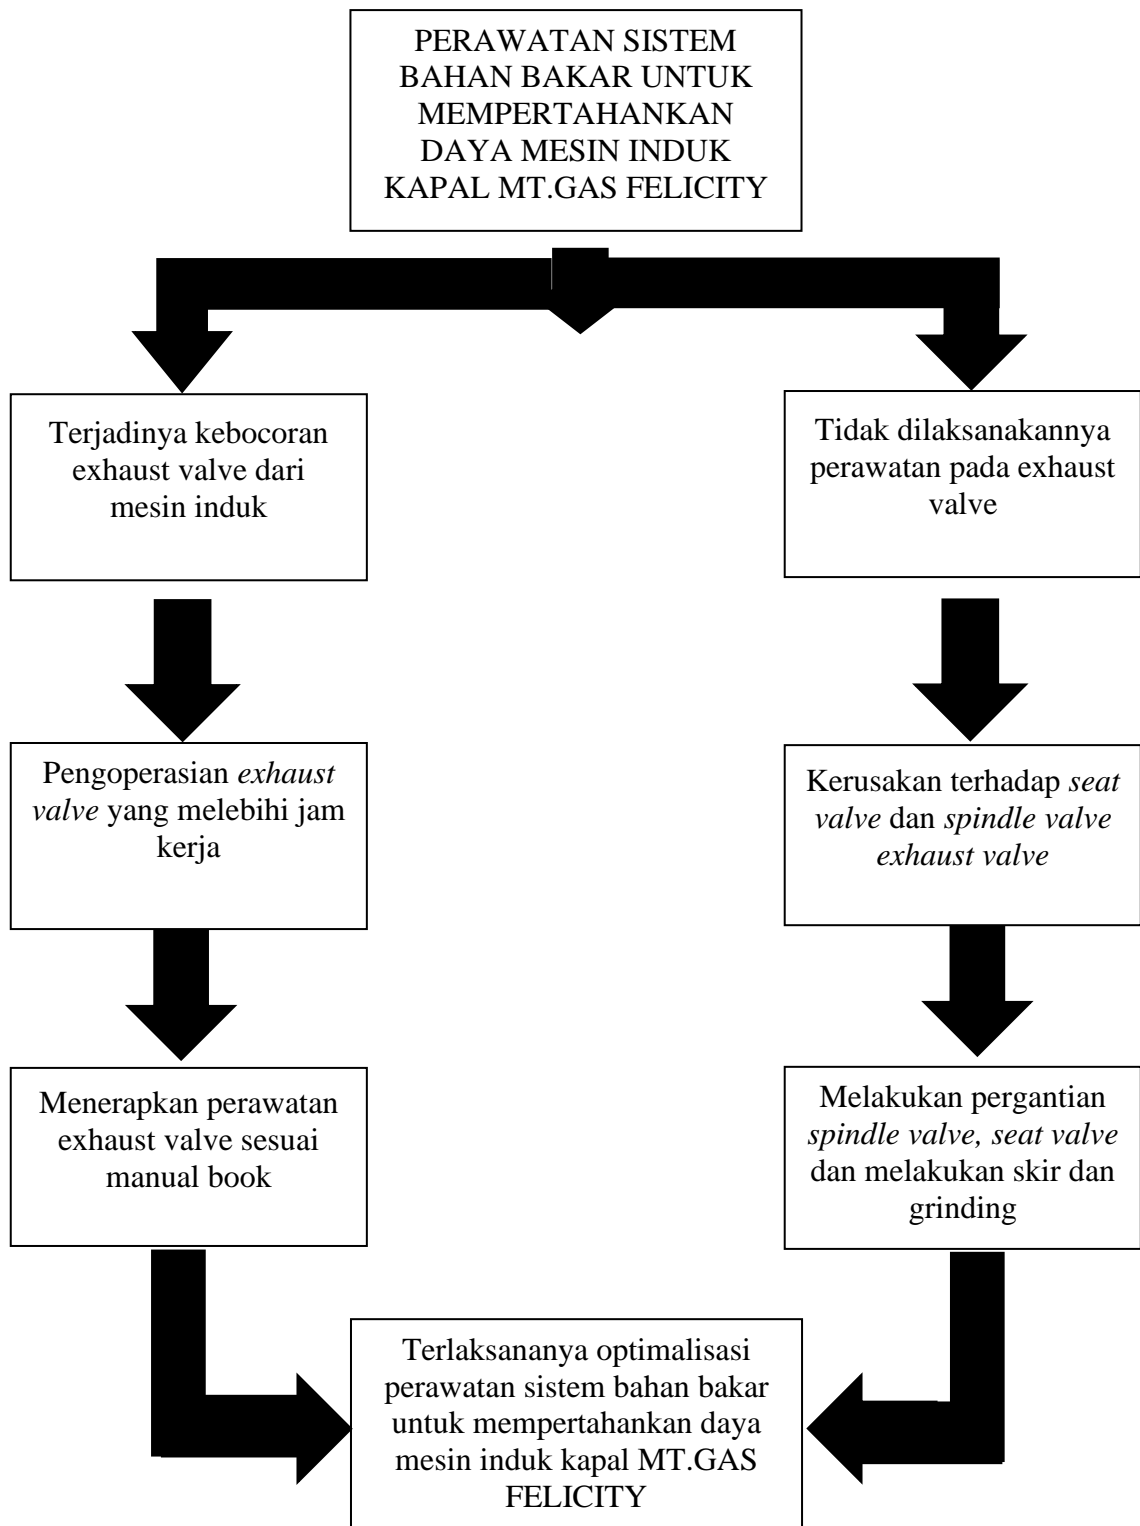 PERAWATAN SISTEM
BAHAN BAKAR UNTUK
MEMPERTAHANKAN
DAYA MESIN INDUK
KAPAL MT.GAS FELICITY
Terjadinya kebocoran
exhaust valve dari
mesin induk
Tidak dilaksanakannya
perawatan pada exhaust
valve
Pengoperasian exhaust
valve yang melebihi jam
kerja
Kerusakan terhadap seat
valve dan spindle valve
exhaust valve
Menerapkan perawatan
exhaust valve sesuai
manual book
Melakukan pergantian
spindle valve, seat valve
dan melakukan skir dan
grinding
Terlaksananya optimalisasi
perawatan sistem bahan bakar
untuk mempertahankan daya
mesin induk kapal MT.GAS
FELICITY